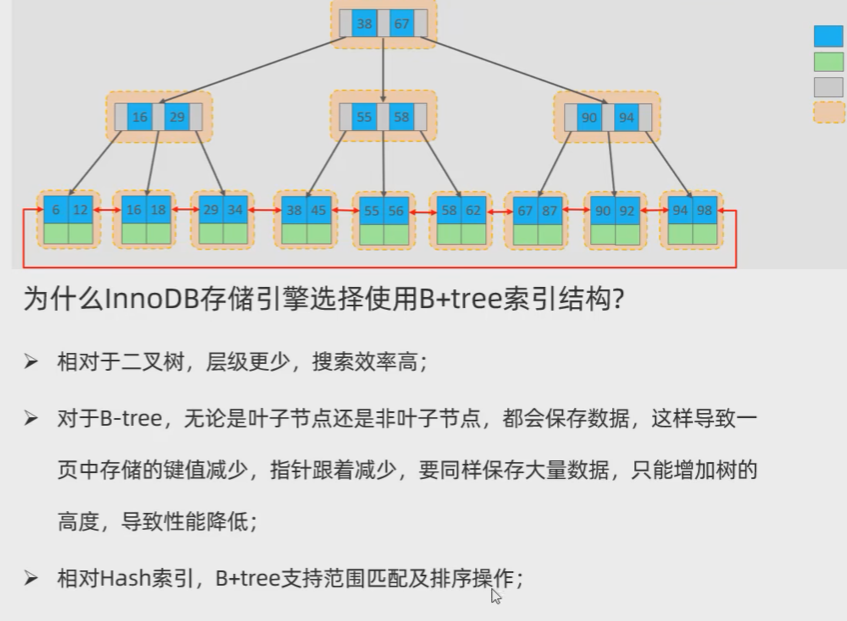 38 67
16 29 55 58 90 94
6 12 16 18 29 34 38 45 55 56 58 62 67 87 90 92 94 98
为什么InnoDB存储引擎选择使用B+tree索引结构?
相对于二叉树，层级更少，搜索效率高；
对于B-tree，无论是叶子节点还是非叶子节点，都会保存数据，这样导致一
页中存储的键值减少，指针跟着减少，要同样保存大量数据，只能增加树的
高度，导致性能降低；
相对Hash索引，B+tree支持范围匹配及排序操作；